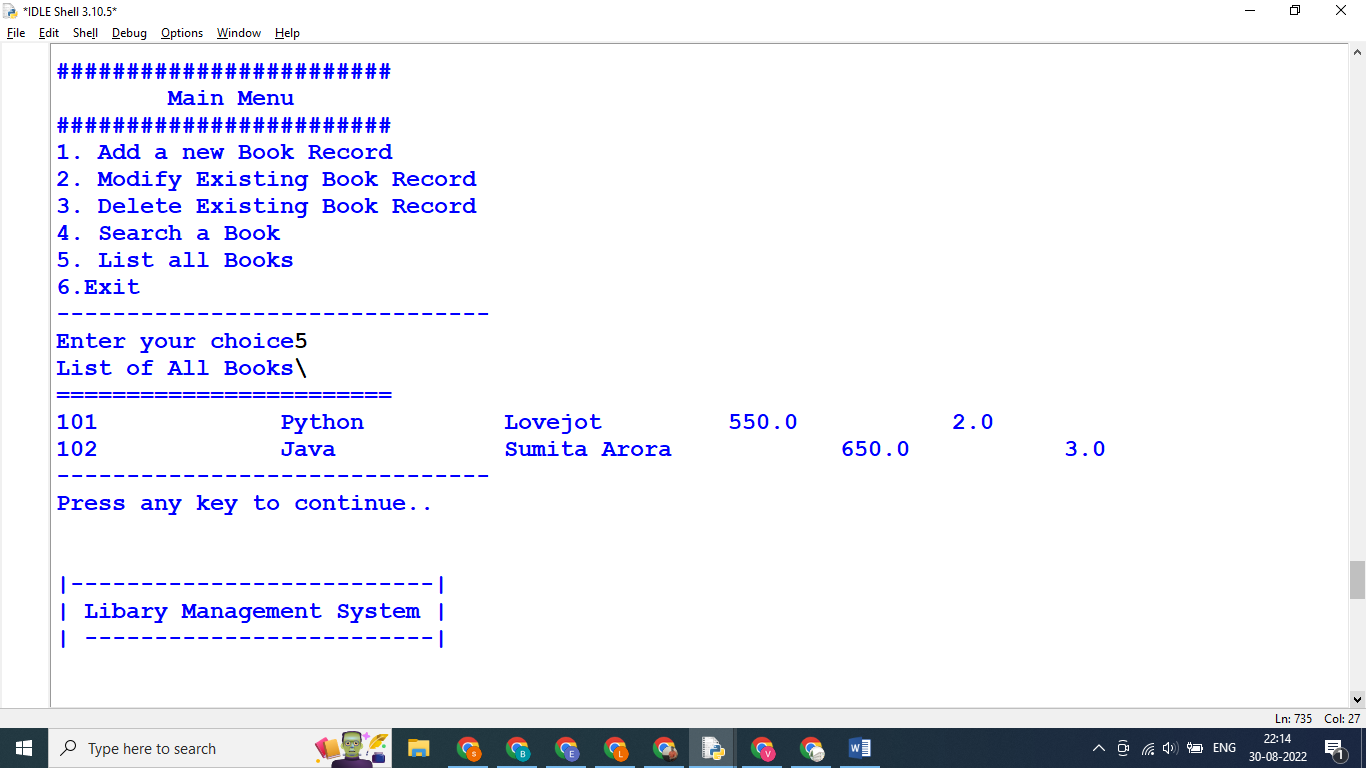 *IDLE Shell 3.10.5*
File Edit Shell Debug Options Window Help
########################
Main Menu
########################
1. Add a new Book Record
2. Modify Existing Book Record
3. Delete Existing Book Record
4. Search a Book
5. List all Books
6.Exit
-------------------------------
Enter your choice5
List of All Books\
========================
101 Python Lovejot 550.0 2.0
102 Java Sumita Arora 650.0 3.0
-------------------------------
Press any key to continue..
|--------------------------|
| Libary Management System |
| -------------------------|
Ln: 735 Col: 27
Type here to search
ENG
22:14
30-08-2022
1